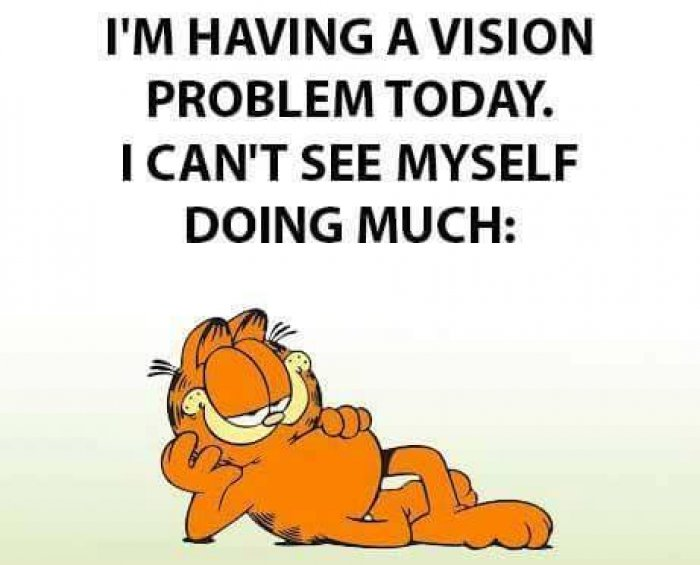 I'M HAVING A VISION
PROBLEM TODAY.
I CAN'T SEE MYSELF
DOING MUCH: